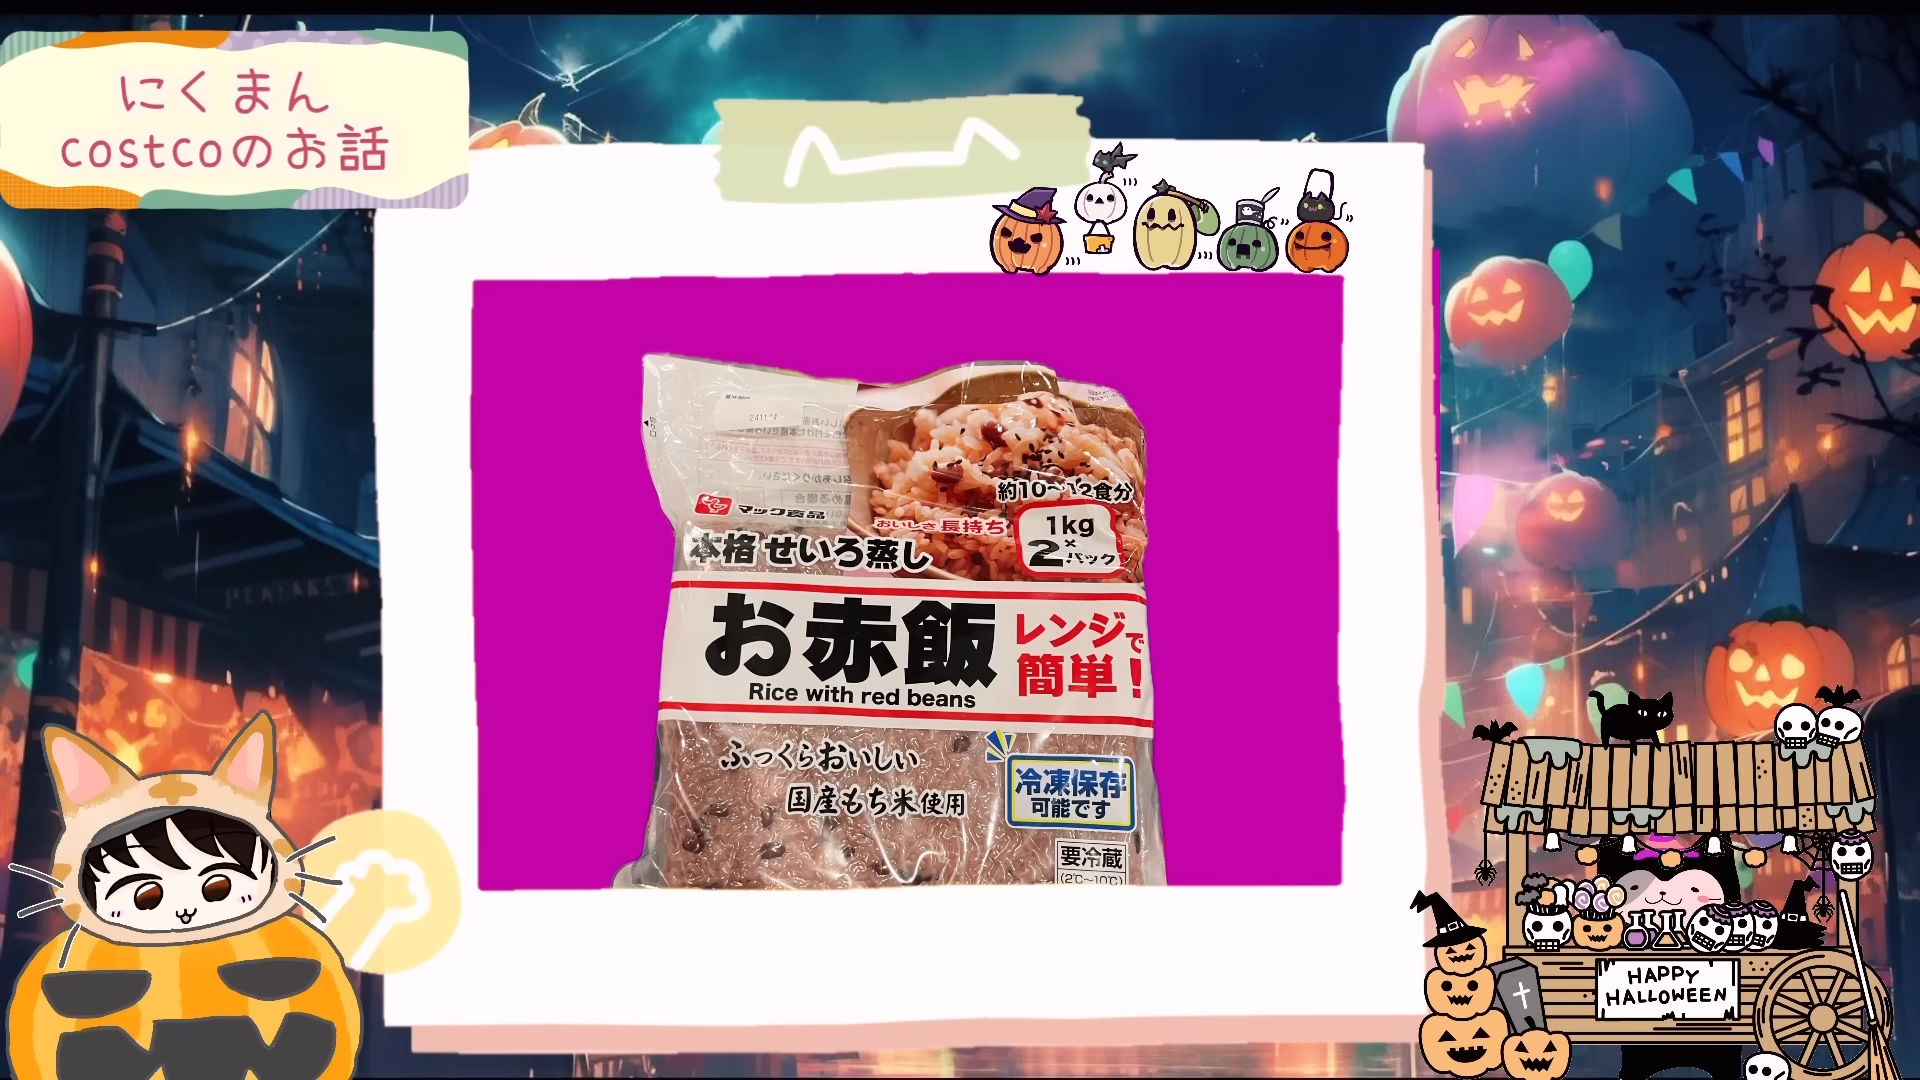 にくまん
costcoのお話
241114
約10～12食分
マック食品
おいしさ長持ち
1kg
×
2パック
本格せいろ蒸し
お赤飯
レンジで
簡単!
Rice with red beans
ふっくらおいしい
国産もち米使用
冷凍保存
可能です
要冷蔵
(2℃～10℃)
HAPPY
HALLOWEEN